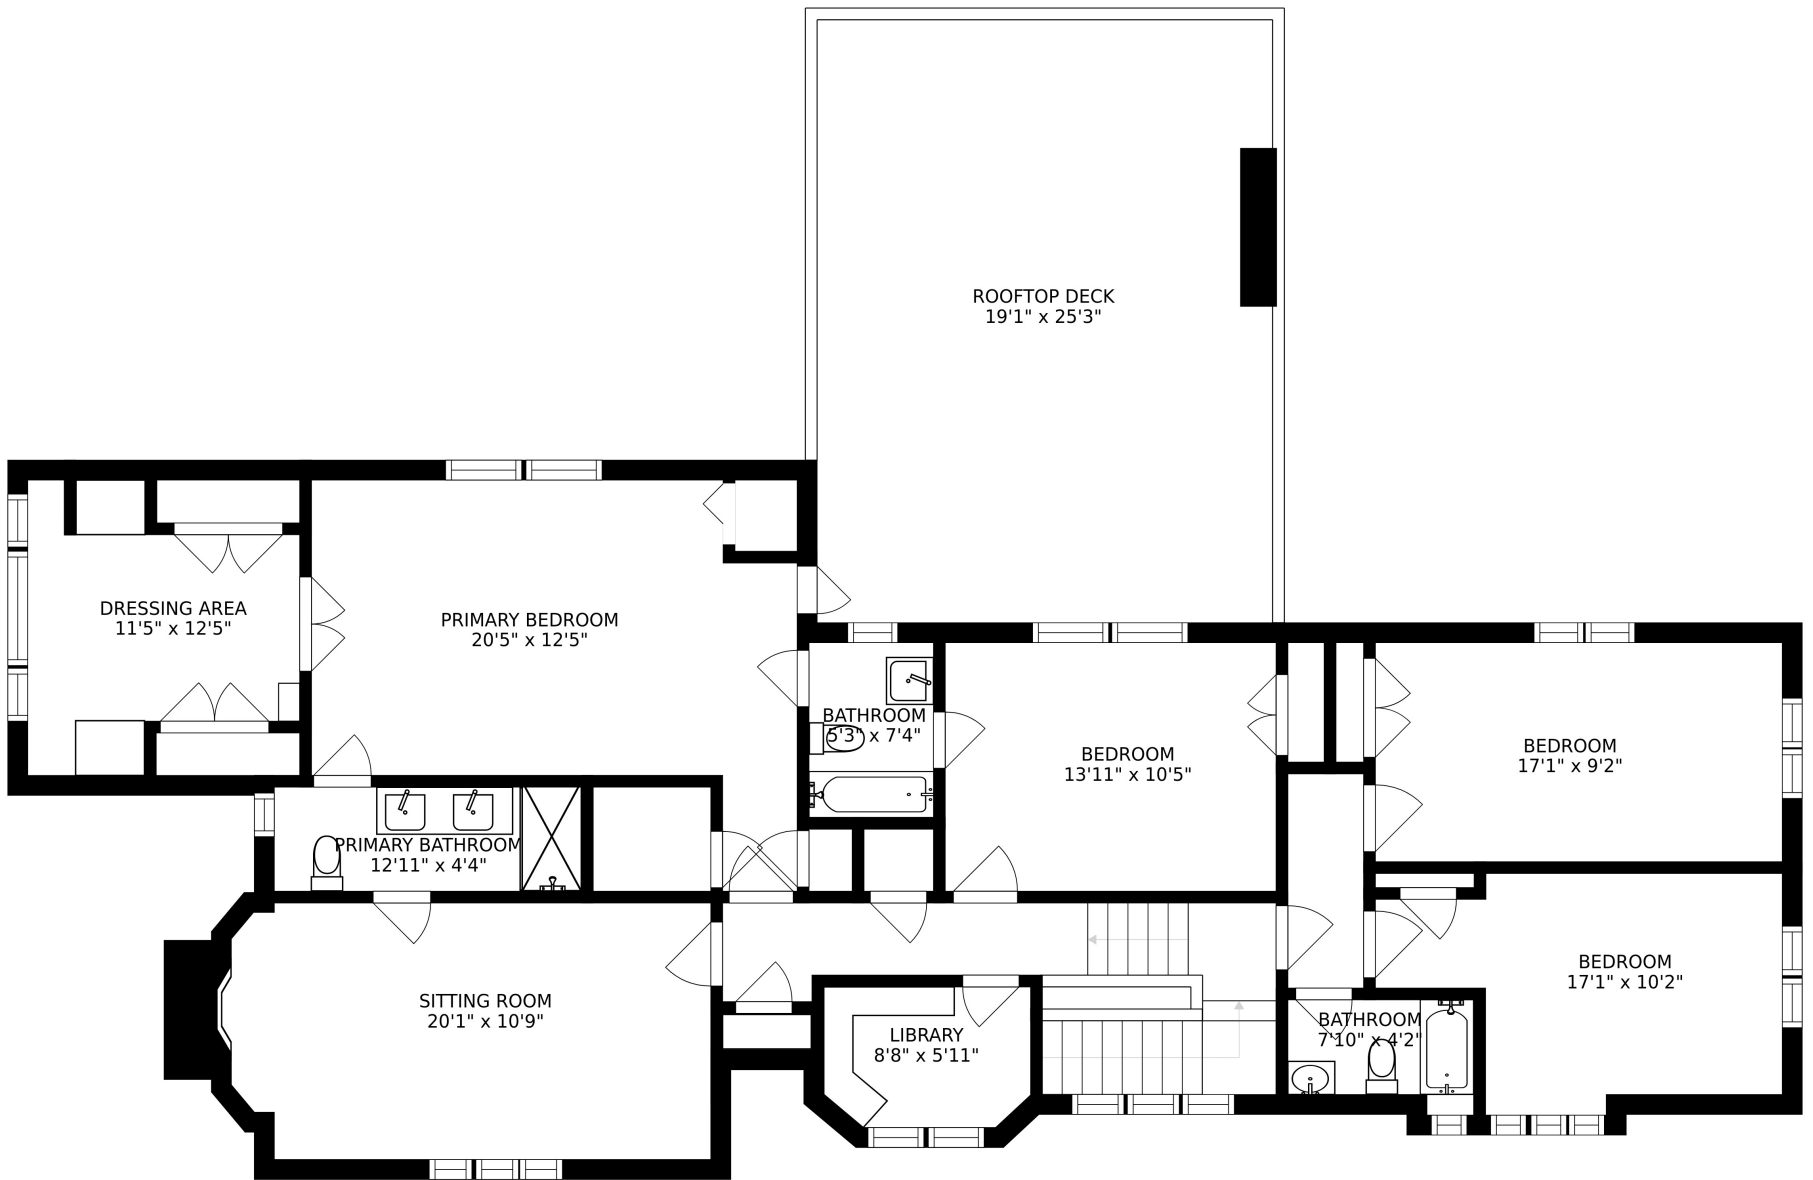 ROOFTOP DECK
19'1" x 25'3"
DRESSING AREA
11'5" x 12'5"
PRIMARY BEDROOM
20'5" x 12'5"
BATHROOM
5'3" x 7'4"
BEDROOM
13'11" x 10'5"
BEDROOM
17'1" x 9'2"
PRIMARY BATHROOM
12'11" x 4'4"
SITTING ROOM
20'1" x 10'9"
LIBRARY
8'8" x 5'11"
BATHROOM
7'10" x 4'2"
BEDROOM
17'1" x 10'2"